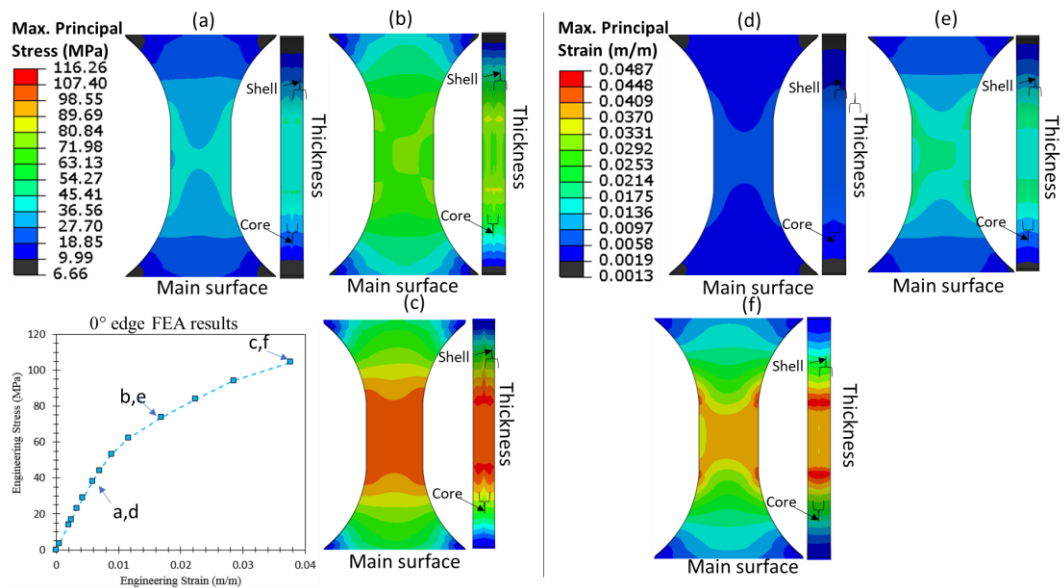 (a)
(b)
(d)
(e)
Max. Principal
Stress (MPa)
116.26
107.40
98.55
89.69
80.84
71.98
63.13
54.27
45.41
36.56
27.70
18.85
9.99
6.66
Shell
Core
Thickness
Shell
Core
Thickness
Main surface
Max. Principal
Strain (m/m)
0.0487
0.0448
0.0409
0.0370
0.0331
0.0292
0.0253
0.0214
0.0175
0.0136
0.0097
0.0058
0.0019
0.0013
Shell
Core
Thickness
Shell
Core
Thickness
Main surface
0° edge FEA results
Engineering Stress (MPa)
120
100
80
60
40
20
0
c,f
b,e
a,d
0
0.01
0.02
0.03
0.04
Engineering Strain (m/m)
(c)
Shell
Core
Thickness
Main surface
(f)
Shell
Core
Thickness
Main surface